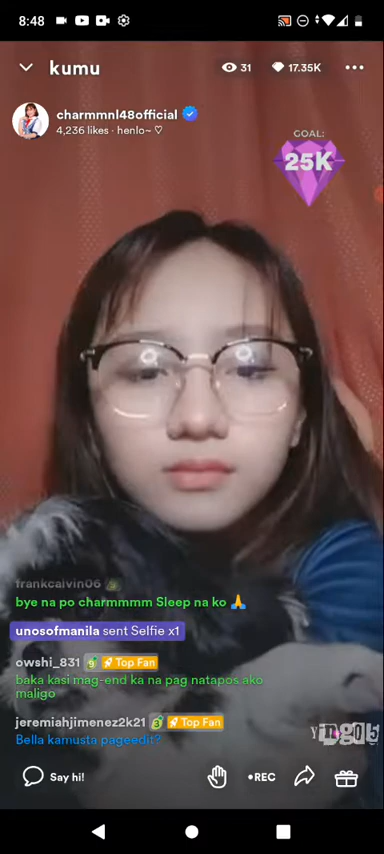 8:48
kumu
31
17.35K
charmmnl48official
4,236 likes · henlo~ ♡
GOAL:
25K
frankcalvin06
bye na po charmmmm Sleep na ko 🙏
unosofmanila sent Selfie x1
owshi_831 9 Top Fan
baka kasi mag-end ka na pag natapos ako
maligo
jeremiahjimenez2k21 3 Top Fan
Bella kamusta pageedit?
Say hi!
•REC